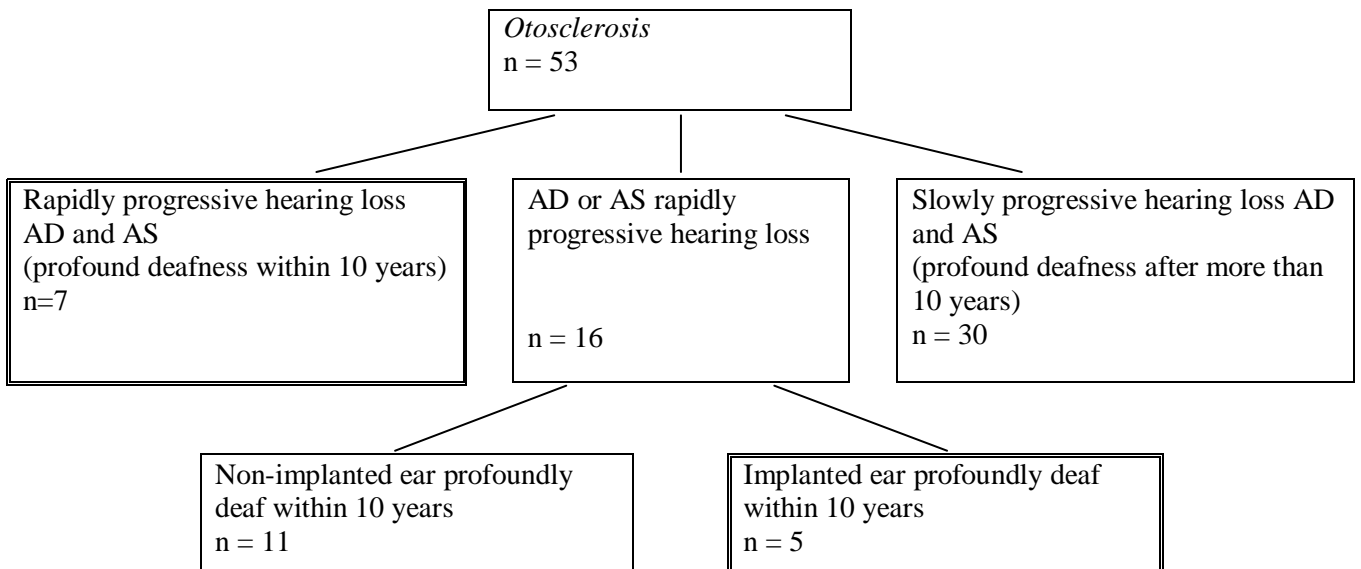 Otosclerosis
n = 53
Rapidly progressive hearing loss
AD and AS
(profound deafness within 10 years)
n=7
AD or AS rapidly
progressive hearing loss
n = 16
Slowly progressive hearing loss AD
and AS
(profound deafness after more than
10 years)
n = 30
Non-implanted ear profoundly
deaf within 10 years
n = 11
Implanted ear profoundly deaf
within 10 years
n = 5